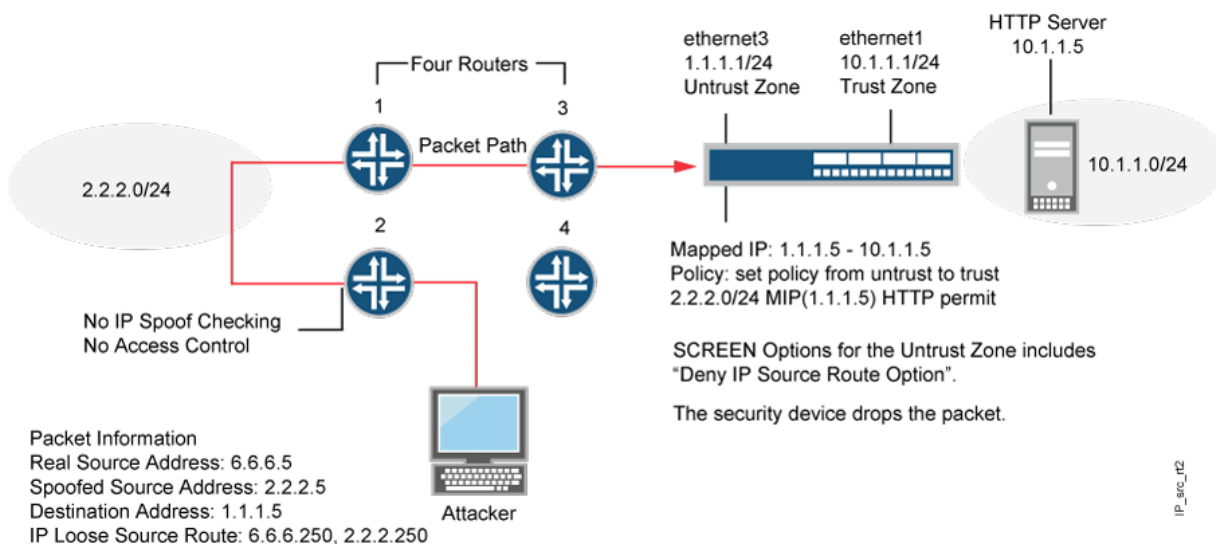 Four Routers
1
3
Packet Path
2
4
2.2.2.0/24
ethernet3
1.1.1.1/24
Untrust Zone
ethernet1
10.1.1.1/24
Trust Zone
HTTP Server
10.1.1.5
10.1.1.0/24
Mapped IP: 1.1.1.5 - 10.1.1.5
Policy: set policy from untrust to trust
2.2.2.0/24 MIP(1.1.1.5) HTTP permit
SCREEN Options for the Untrust Zone includes
“Deny IP Source Route Option”.
The security device drops the packet.
No IP Spoof Checking
No Access Control
Attacker
Packet Information
Real Source Address: 6.6.6.5
Spoofed Source Address: 2.2.2.5
Destination Address: 1.1.1.5
IP Loose Source Route: 6.6.6.250, 2.2.2.250
IP_src_rt2